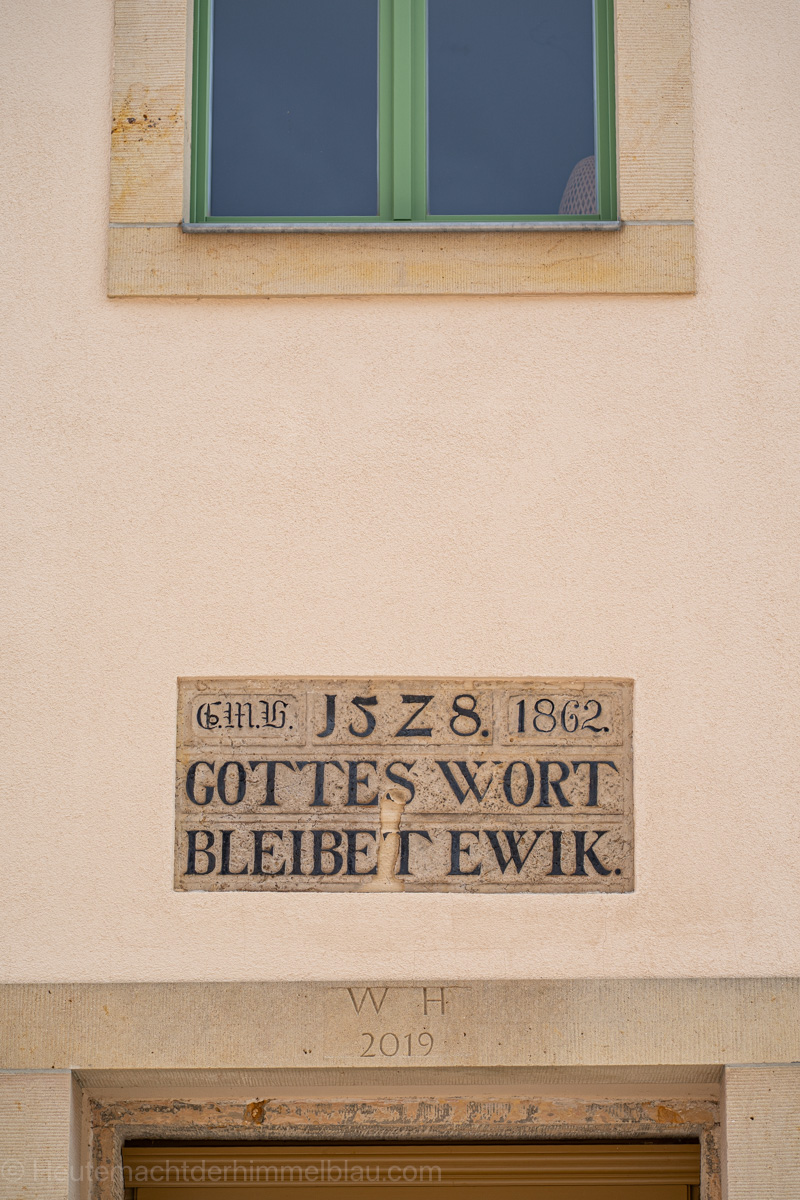 E.M.H. 1528. 1862.
GOTTES WORT
BLEIBET EWIK.
W H
2019
© Heutemachtderhimmelblau.com